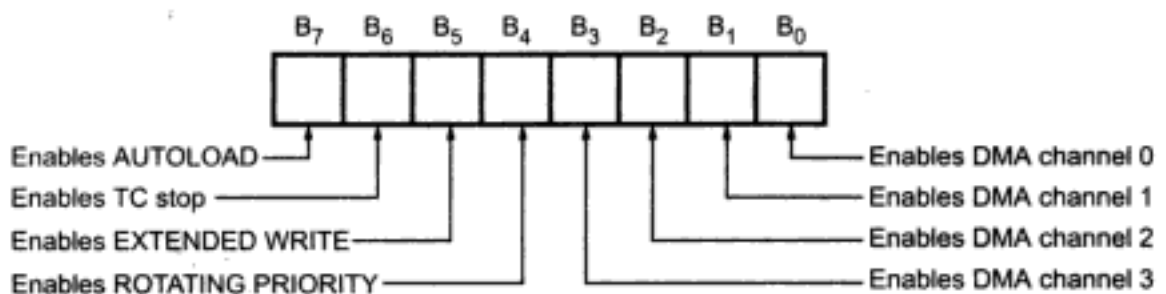 B7 B6 B5 B4 B3 B2 B1 B0
Enables AUTOLOAD
Enables TC stop
Enables EXTENDED WRITE
Enables ROTATING PRIORITY
Enables DMA channel 0
Enables DMA channel 1
Enables DMA channel 2
Enables DMA channel 3